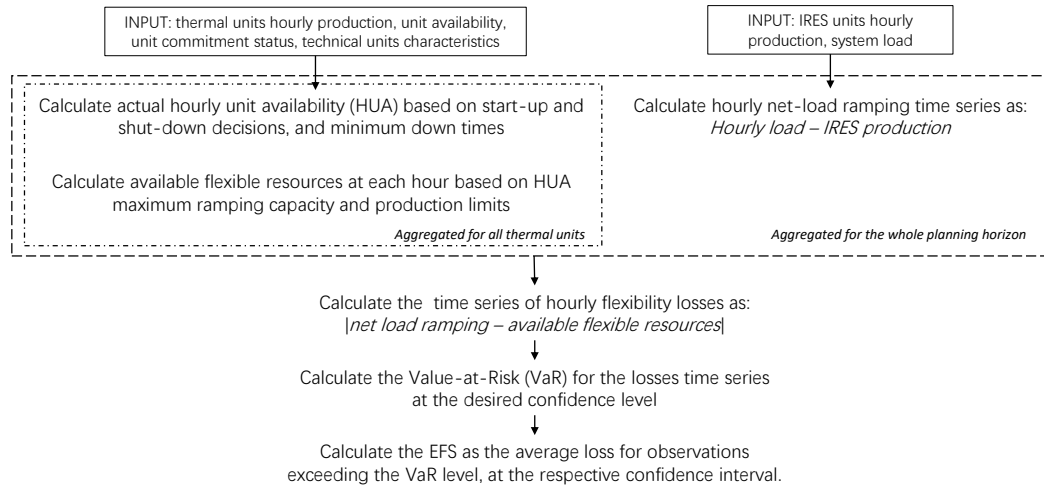 INPUT: thermal units hourly production, unit availability,
unit commitment status, technical units characteristics
INPUT: IRES units hourly
production, system load
Calculate actual hourly unit availability (HUA) based on start-up and
shut-down decisions, and minimum down times
Calculate available flexible resources at each hour based on HUA
maximum ramping capacity and production limits
Aggregated for all thermal units
Calculate hourly net-load ramping time series as:
Hourly load – IRES production
Aggregated for the whole planning horizon
Calculate the time series of hourly flexibility losses as:
|net load ramping – available flexible resources|
Calculate the Value-at-Risk (VaR) for the losses time series
at the desired confidence level
Calculate the EFS as the average loss for observations
exceeding the VaR level, at the respective confidence interval.